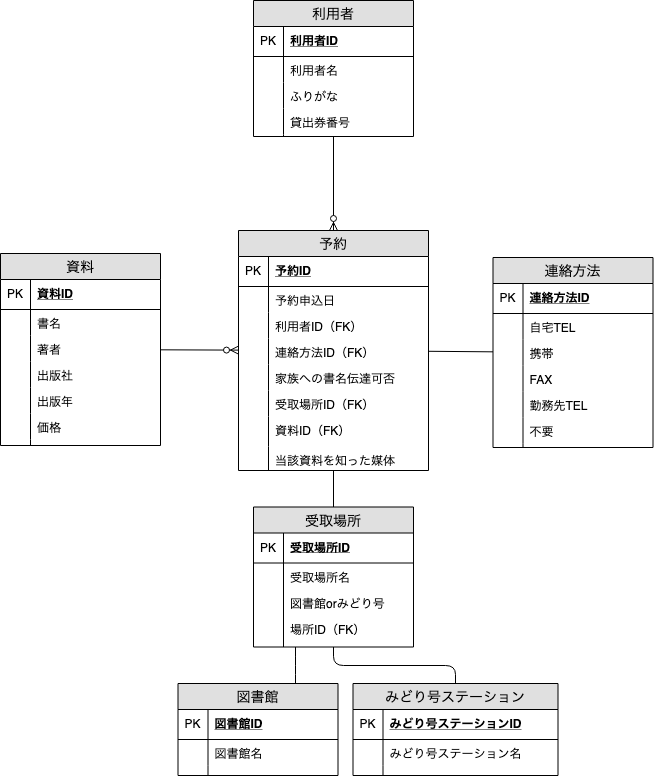 利用者
PK 利用者ID
利用者名
ふりがな
貸出券番号
資料
PK 資料ID
書名
著者
出版社
出版年
価格
予約
PK 予約ID
予約申込日
利用者ID（FK）
連絡方法ID（FK）
家族への書名伝達可否
受取場所ID（FK）
資料ID（FK）
当該資料を知った媒体
連絡方法
PK 連絡方法ID
自宅TEL
携帯
FAX
勤務先TEL
不要
受取場所
PK 受取場所ID
受取場所名
図書館orみどり号
場所ID（FK）
図書館
PK 図書館ID
図書館名
みどり号ステーション
PK みどり号ステーションID
みどり号ステーション名